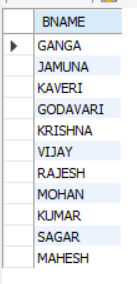 BNAME
GANGA
JAMUNA
KAVERI
GODAVARI
KRISHNA
VIJAY
RAJESH
MOHAN
KUMAR
SAGAR
MAHESH